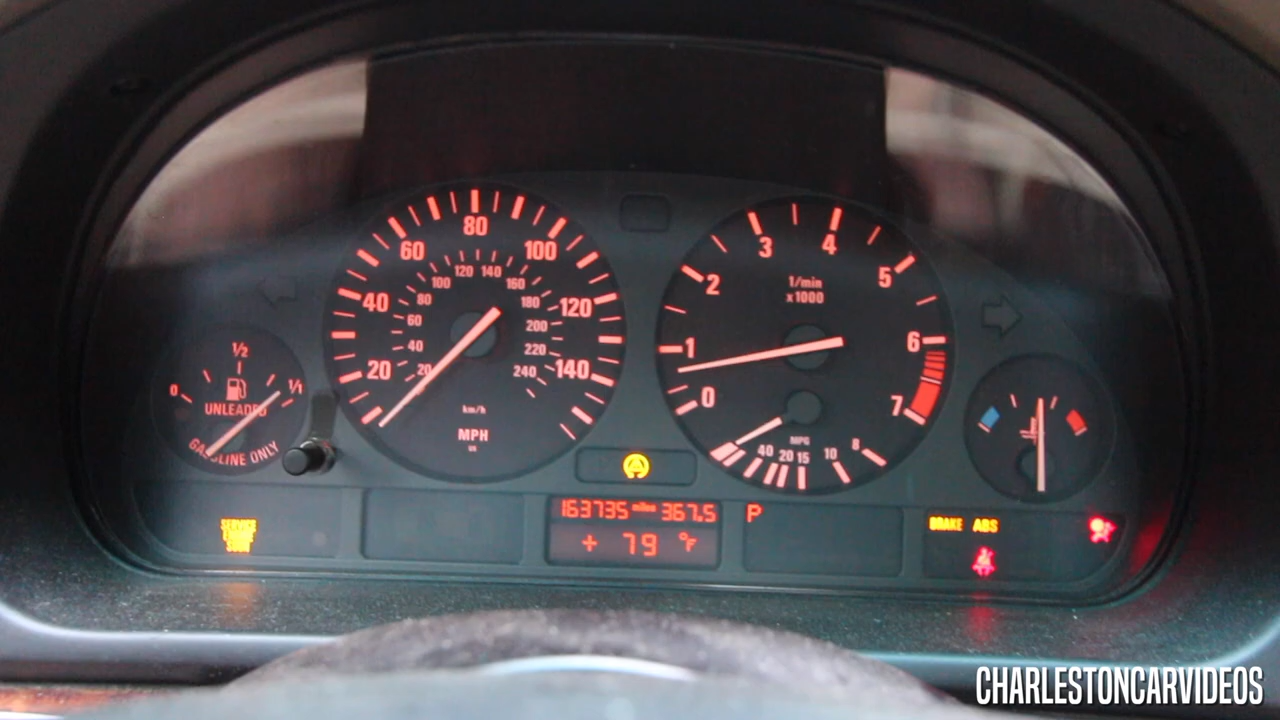 0 1/2 1/1
UNLEADED
GASOLINE ONLY
20 40 60 80 100 120 140
20 40 60 80 100 120 140 160 180 200 220 240
km/h
MPH
0 1 2 3 4 5 6 7
1/min
x1000
MPG
40 20 15 10 8
SERVICE
ENGINE
SOON
163735 miles 367.5
+ 79 °F
P
BRAKE ABS
CHARLESTONCARVIDEOS